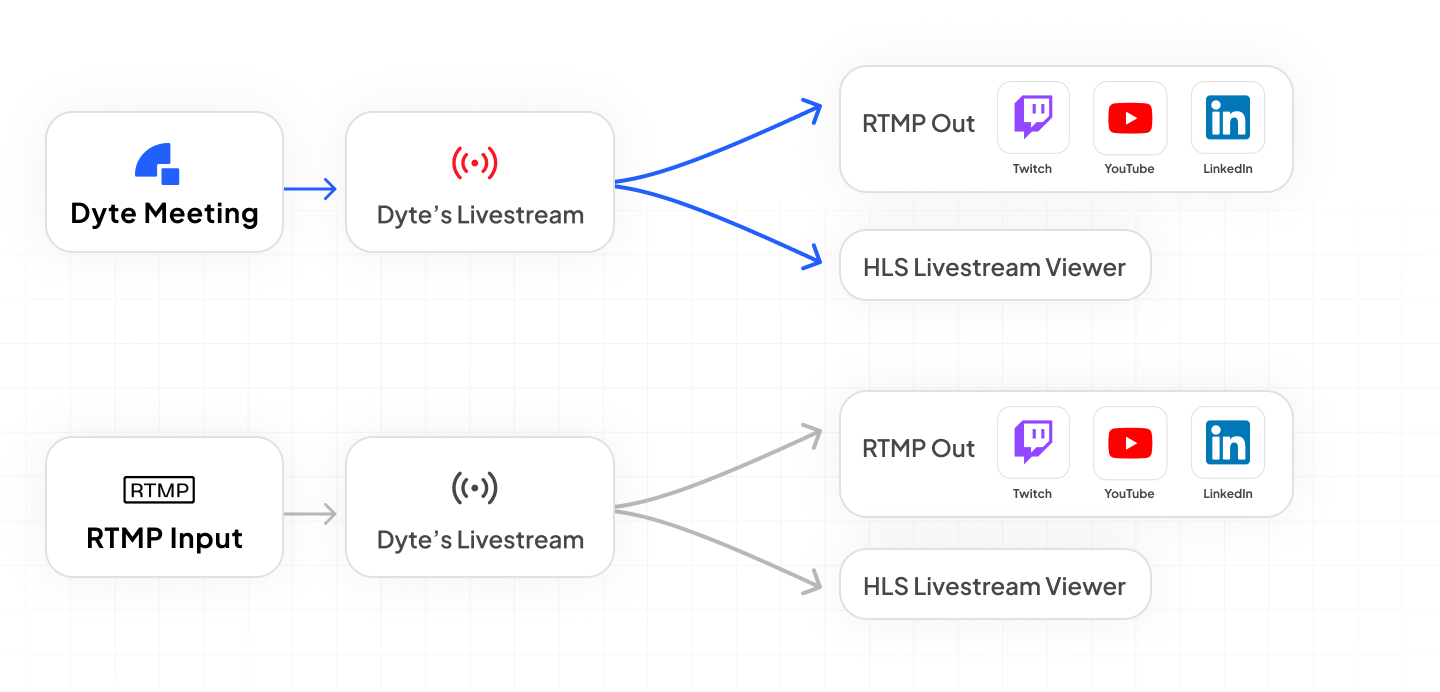 Dyte Meeting
Dyte's Livestream
RTMP Out
Twitch
YouTube
LinkedIn
HLS Livestream Viewer
RTMP
RTMP Input
Dyte's Livestream
RTMP Out
Twitch
YouTube
LinkedIn
HLS Livestream Viewer